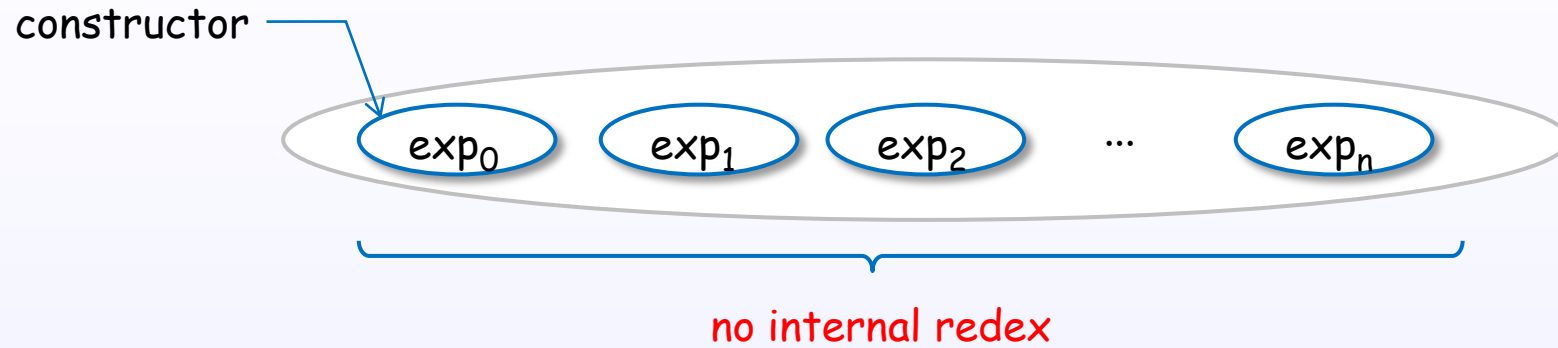 constructor
exp₀ exp₁ exp₂ ... expₙ
no internal redex